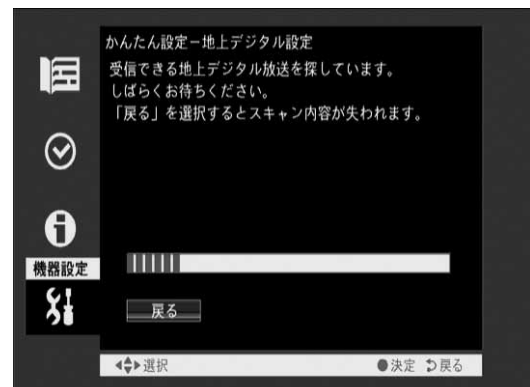 かんたん設定－地上デジタル設定
受信できる地上デジタル放送を探しています。
しばらくお待ちください。
「戻る」を選択するとスキャン内容が失われます。
機器設定
戻る
選択 ●決定 戻る